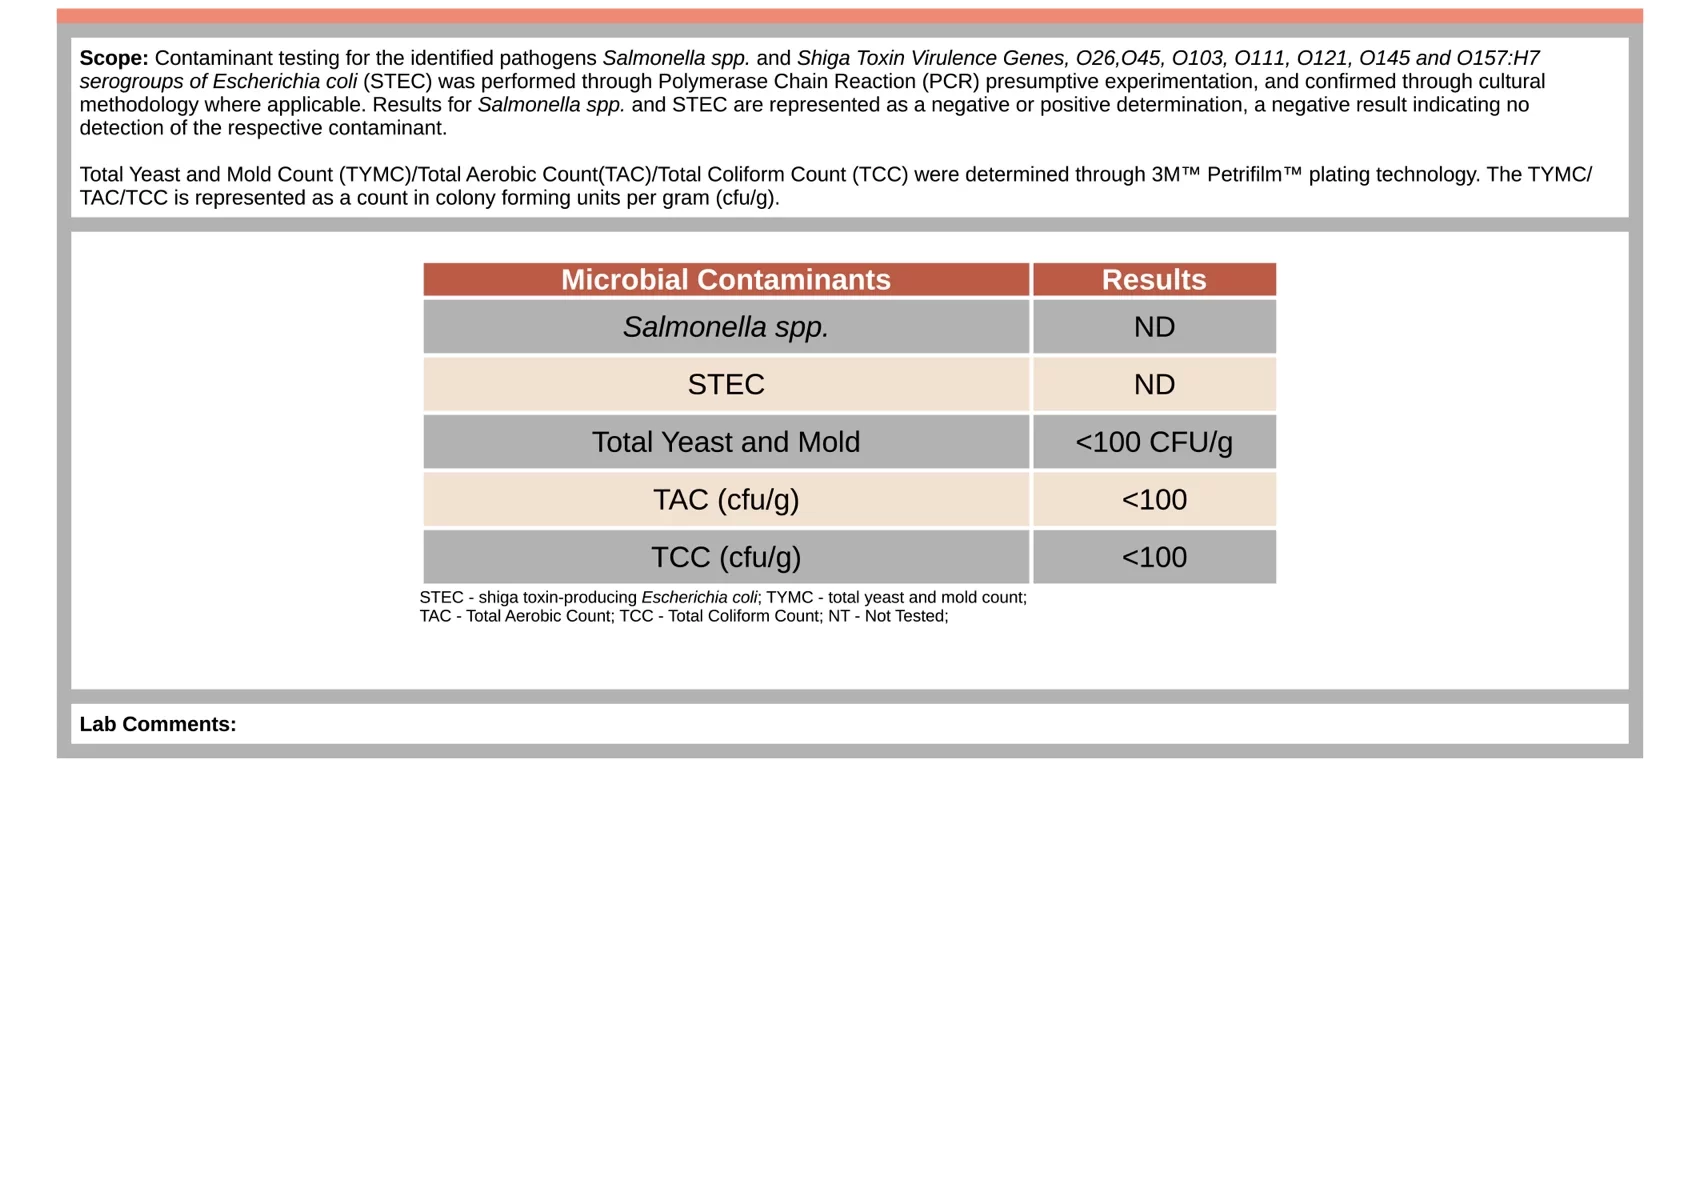 Scope: Contaminant testing for the identified pathogens Salmonella spp. and Shiga Toxin Virulence Genes, O26,O45, O103, O111, O121, O145 and O157:H7
serogroups of Escherichia coli (STEC) was performed through Polymerase Chain Reaction (PCR) presumptive experimentation, and confirmed through cultural
methodology where applicable. Results for Salmonella spp. and STEC are represented as a negative or positive determination, a negative result indicating no
detection of the respective contaminant.
Total Yeast and Mold Count (TYMC)/Total Aerobic Count(TAC)/Total Coliform Count (TCC) were determined through 3M™ Petrifilm™ plating technology. The TYMC/
TAC/TCC is represented as a count in colony forming units per gram (cfu/g).
Microbial Contaminants Results
Salmonella spp. ND
STEC ND
Total Yeast and Mold <100 CFU/g
TAC (cfu/g) <100
TCC (cfu/g) <100
STEC - shiga toxin-producing Escherichia coli; TYMC - total yeast and mold count;
TAC - Total Aerobic Count; TCC - Total Coliform Count; NT - Not Tested;
Lab Comments: